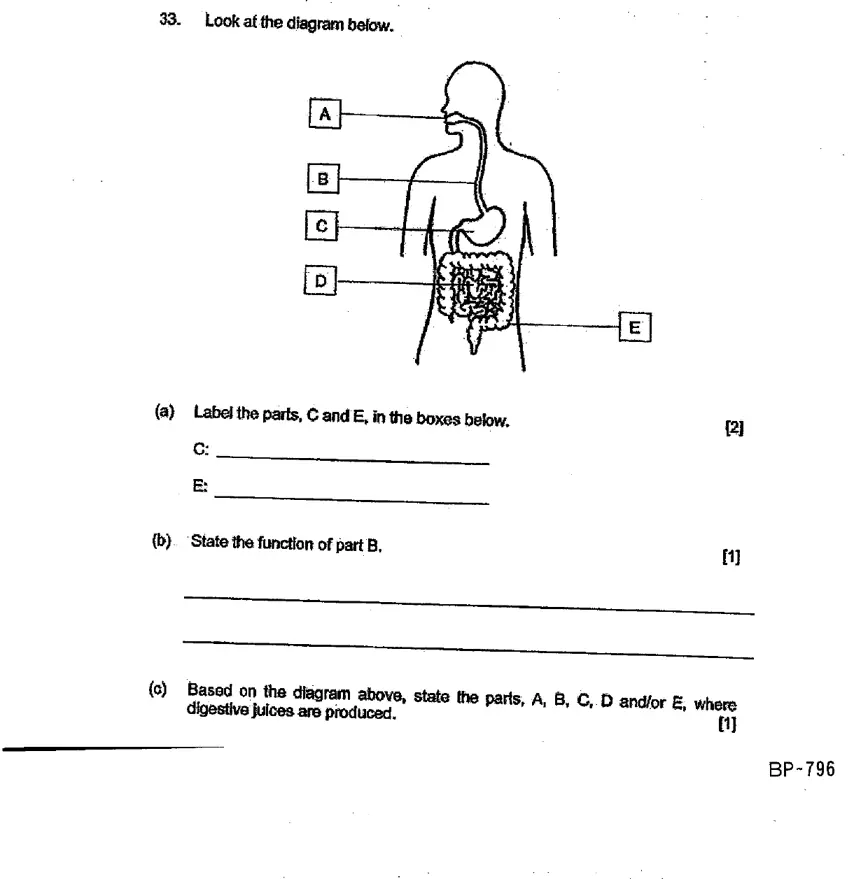 33. Look at the diagram below.
A
B
C
D
E
(a) Label the parts, C and E, in the boxes below. [2]
C:
E:
(b) State the function of part B. [1]
(c) Based on the diagram above, state the parts, A, B, C, D and/or E, where
digestive juices are produced. [1]
BP-796